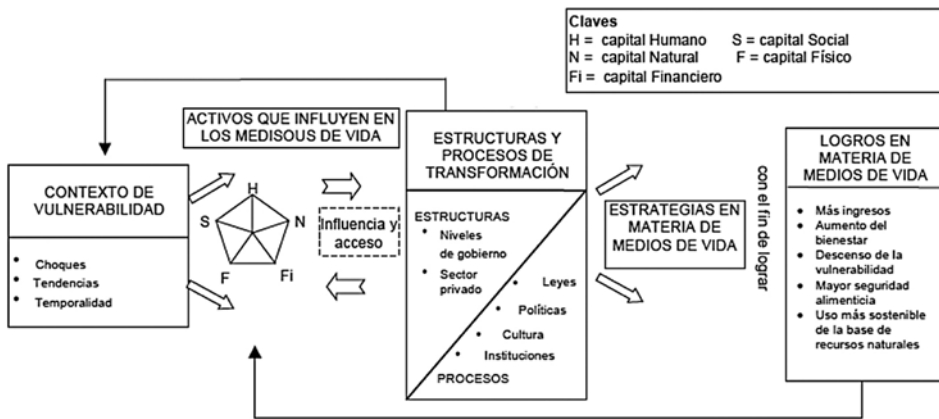 Claves
H = capital Humano S = capital Social
N = capital Natural F = capital Físico
Fi = capital Financiero
ACTIVOS QUE INFLUYEN EN
LOS MEDISOUS DE VIDA
CONTEXTO DE
VULNERABILIDAD
• Choques
• Tendencias
• Temporalidad
H
S
N
F
Fi
Influencia y
acceso
ESTRUCTURAS Y
PROCESOS DE
TRANSFORMACIÓN
ESTRUCTURAS
• Niveles
de gobierno
• Sector
privado
• Leyes
• Políticas
• Cultura
• Instituciones
PROCESOS
ESTRATEGIAS EN
MATERIA DE
MEDIOS DE VIDA
con el fin de lograr
LOGROS EN
MATERIA DE
MEDIOS DE VIDA
• Más ingresos
• Aumento del
bienestar
• Descenso de la
vulnerabilidad
• Mayor seguridad
alimenticia
• Uso más sostenible
de la base de
recursos naturales